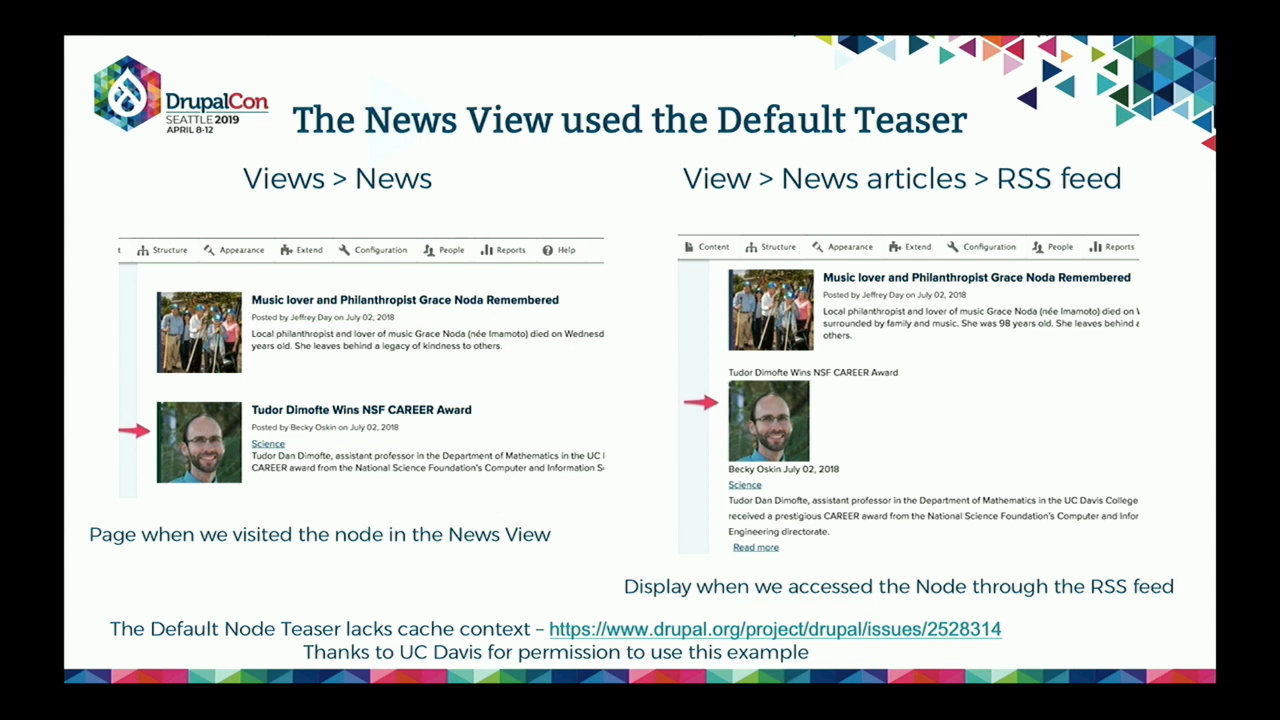 DrupalCon
SEATTLE 2019
APRIL 8-12
The News View used the Default Teaser
Views > News
View > News articles > RSS feed
t Structure Appearance Extend Configuration People Reports Help
Music lover and Philanthropist Grace Noda Remembered
Posted by Jeffrey Day on July 02, 2018
Local philanthropist and lover of music Grace Noda (née Imamoto) died on Wednesd
years old. She leaves behind a legacy of kindness to others.
Tudor Dimofte Wins NSF CAREER Award
Posted by Becky Oskin on July 02, 2018
Science
Tudor Dan Dimofte, assistant professor in the Department of Mathematics in the UC
CAREER award from the National Science Foundation's Computer and Information S
Page when we visited the node in the News View
Content Structure Appearance Extend Configuration People Reports
Music lover and Philanthropist Grace Noda Remembered
Posted by Jeffrey Day on July 02, 2018
Local philanthropist and lover of music Grace Noda (née Imamoto) died on
surrounded by family and music. She was 98 years old. She leaves behind a
others.
Tudor Dimofte Wins NSF CAREER Award
Becky Oskin July 02, 2018
Science
Tudor Dan Dimofte, assistant professor in the Department of Mathematics in the UC Davis College
received a prestigious CAREER award from the National Science Foundation's Computer and Infor
Engineering directorate.
Read more
Display when we accessed the Node through the RSS feed
The Default Node Teaser lacks cache context – https://www.drupal.org/project/drupal/issues/2528314
Thanks to UC Davis for permission to use this example